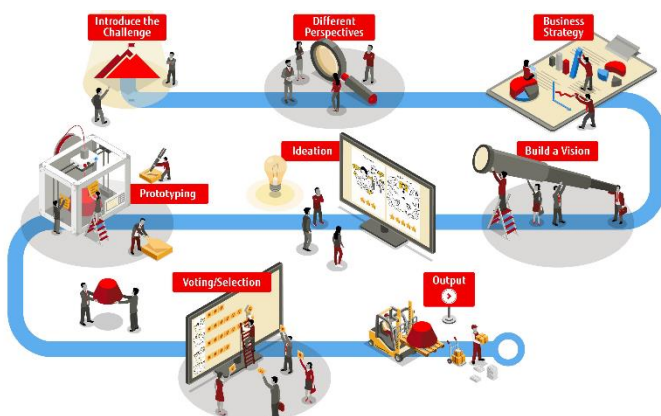 Introduce the
Challenge
Different
Perspectives
Business
Strategy
Build a Vision
Ideation
Prototyping
Voting/Selection
Output